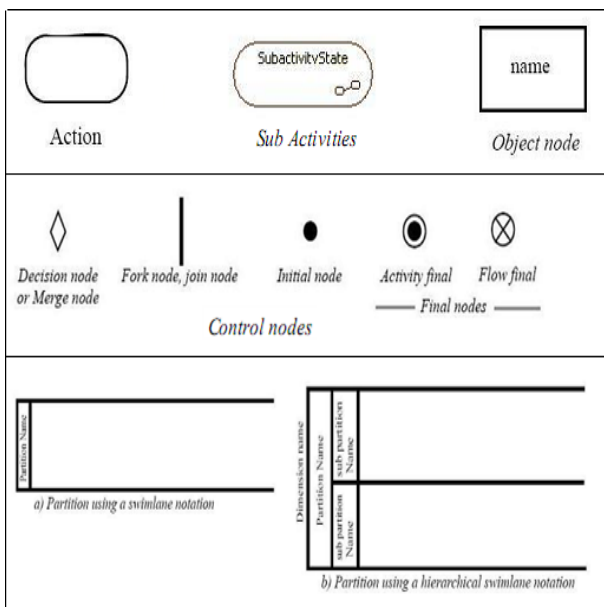 SubactivityState
name
Action
Sub Activities
Object node
Decision node
or Merge node
Fork node, join node
Initial node
Activity final
Flow final
Final nodes
Control nodes
Partition Name
a) Partition using a swimlane notation
Dimension name
Partition Name
sub partition
Name
sub partition
Name
b) Partition using a hierarchical swimlane notation